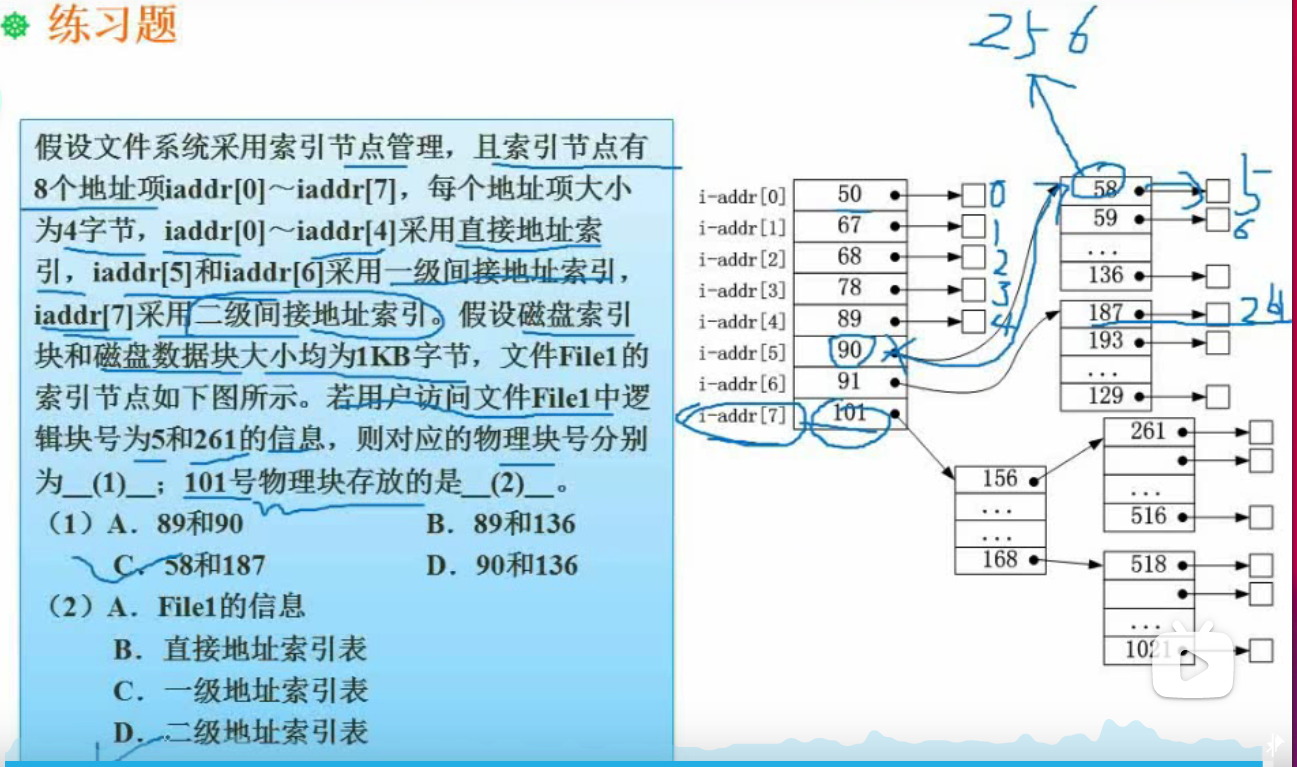 练习题
256
假设文件系统采用索引节点管理，且索引节点有
8个地址项iaddr[0]～iaddr[7]，每个地址项大小
为4字节，iaddr[0]～iaddr[4]采用直接地址索
引，iaddr[5]和iaddr[6]采用一级间接地址索引，
iaddr[7]采用二级间接地址索引。假设磁盘索引
块和磁盘数据块大小均为1KB字节，文件File1的
索引节点如下图所示。若用户访问文件File1中逻
辑块号为5和261的信息，则对应的物理块号分别
为__(1)__；101号物理块存放的是__(2)__。
（1）A．89和90 B．89和136
C．58和187 D．90和136
（2）A．File1的信息
B．直接地址索引表
C．一级地址索引表
D．二级地址索引表
i-addr[0] 50 0
i-addr[1] 67 1
i-addr[2] 68 2
i-addr[3] 78 3
i-addr[4] 89 4
i-addr[5] 90
i-addr[6] 91
i-addr[7] 101
58 5
59 6
...
136
187
193
...
129
156
...
...
168
261
...
516
518
...
1021